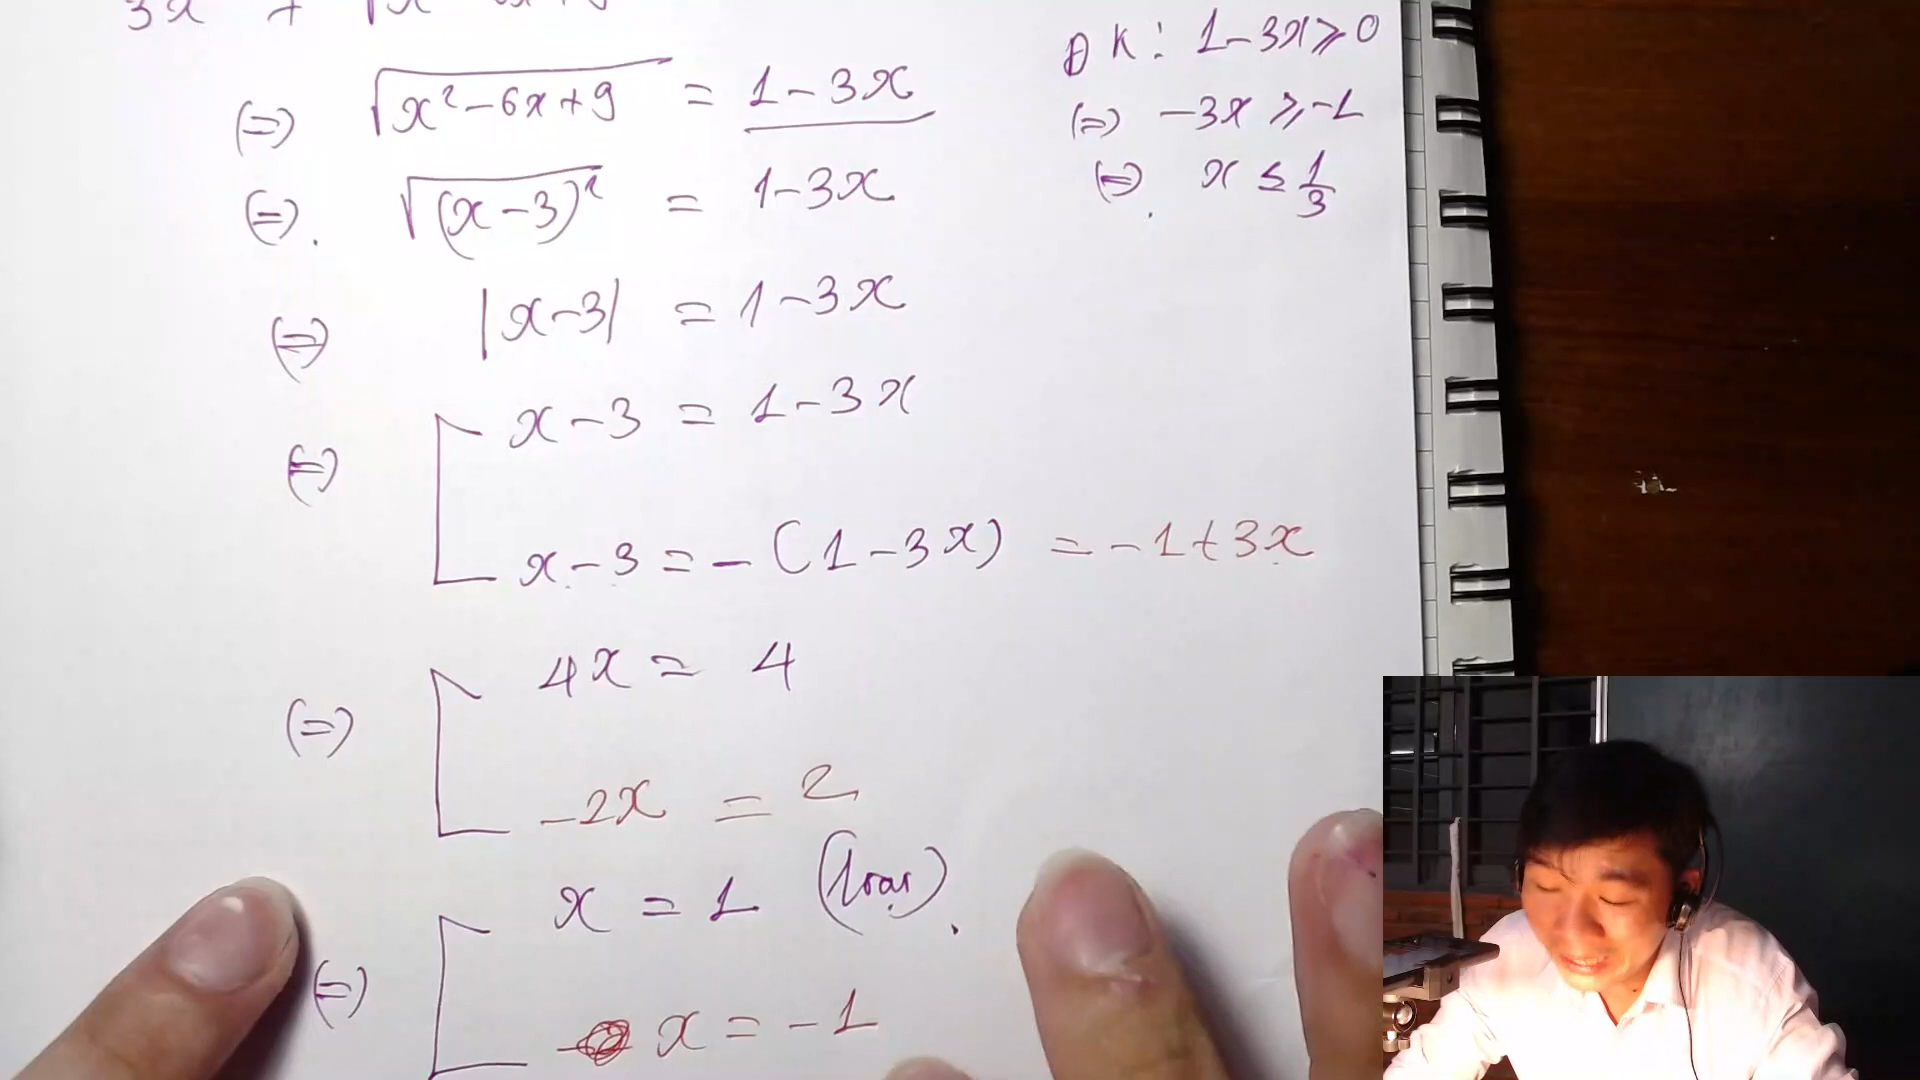 3x + √x
(=) √x²-6x+9 = 1-3x
(=). √(x-3)² = 1-3x
(=) |x-3| = 1-3x
(=) x-3 = 1-3x
x-3 = -(1-3x) = -1+3x
(=) 4x = 4
-2x = 2
(=) x = 1 (loại).
x = -1
ĐK: 1-3x ≥ 0
(=) -3x ≥ -1
(=). x ≤ 1/3